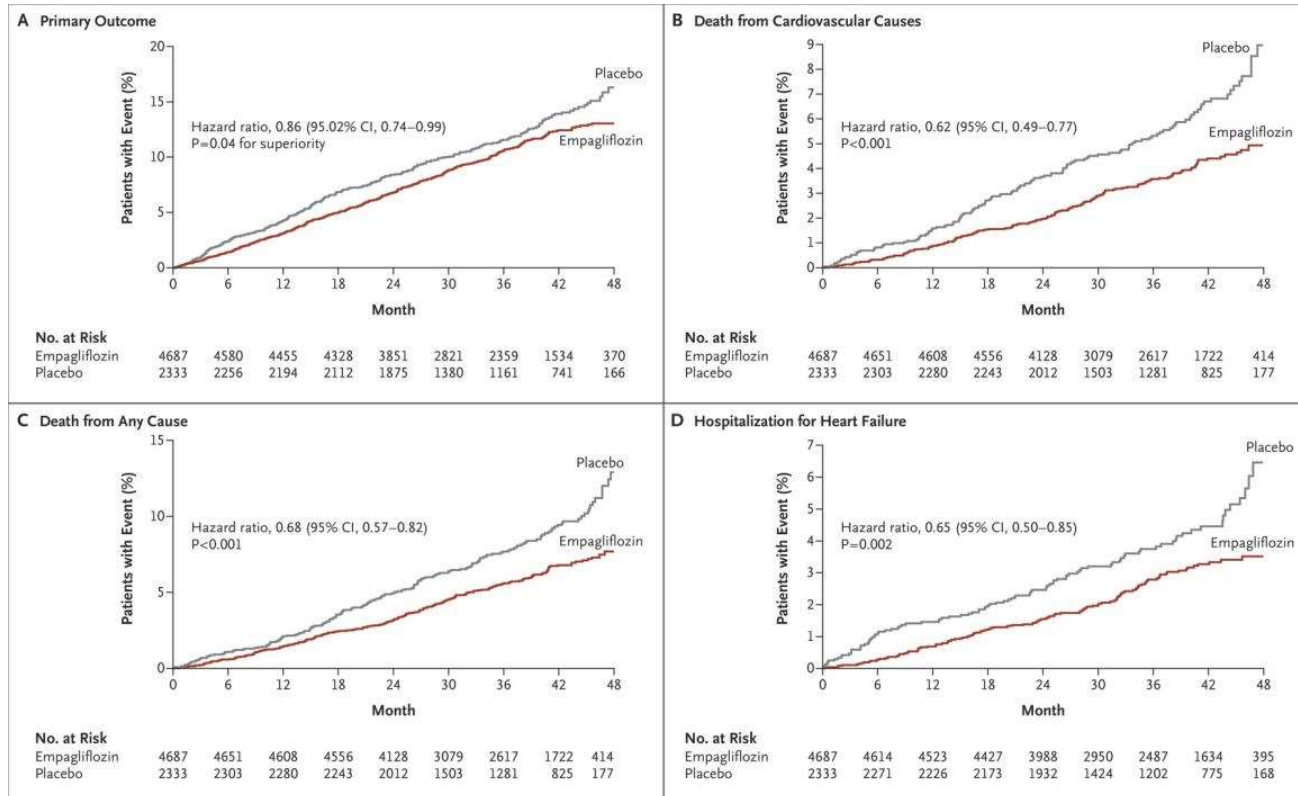 A Primary Outcome
20
15
10
5
0
Patients with Event (%)
Placebo
Hazard ratio, 0.86 (95.02% CI, 0.74–0.99)
P=0.04 for superiority
Empagliflozin
0 6 12 18 24 30 36 42 48
Month
No. at Risk
Empagliflozin 4687 4580 4455 4328 3851 2821 2359 1534 370
Placebo 2333 2256 2194 2112 1875 1380 1161 741 166
B Death from Cardiovascular Causes
9
8
7
6
5
4
3
2
1
0
Patients with Event (%)
Placebo
Hazard ratio, 0.62 (95% CI, 0.49–0.77)
P<0.001
Empagliflozin
0 6 12 18 24 30 36 42 48
Month
No. at Risk
Empagliflozin 4687 4651 4608 4556 4128 3079 2617 1722 414
Placebo 2333 2303 2280 2243 2012 1503 1281 825 177
C Death from Any Cause
15
10
5
0
Patients with Event (%)
Placebo
Hazard ratio, 0.68 (95% CI, 0.57–0.82)
P<0.001
Empagliflozin
0 6 12 18 24 30 36 42 48
Month
No. at Risk
Empagliflozin 4687 4651 4608 4556 4128 3079 2617 1722 414
Placebo 2333 2303 2280 2243 2012 1503 1281 825 177
D Hospitalization for Heart Failure
7
6
5
4
3
2
1
0
Patients with Event (%)
Placebo
Hazard ratio, 0.65 (95% CI, 0.50–0.85)
P=0.002
Empagliflozin
0 6 12 18 24 30 36 42 48
Month
No. at Risk
Empagliflozin 4687 4614 4523 4427 3988 2950 2487 1634 395
Placebo 2333 2271 2226 2173 1932 1424 1202 775 168